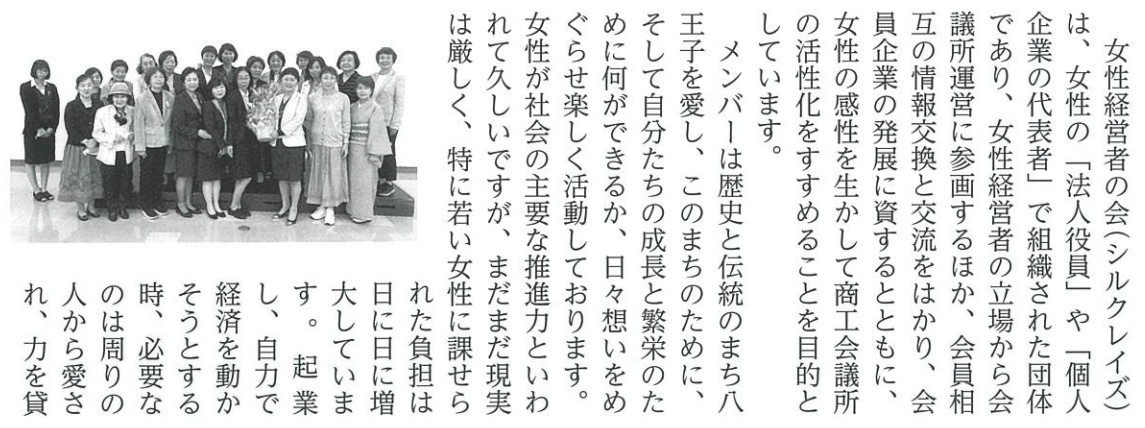 女性経営者の会(シルクレイズ)
は、女性の「法人役員」や「個人
企業の代表者」で組織された団体
であり、女性経営者の立場から会
議所運営に参画するほか、会員相
互の情報交換と交流をはかり、会
員企業の発展に資するとともに、
女性の感性を生かして商工会議所
の活性化をすすめることを目的と
しています。
メンバーは歴史と伝統のまち八
王子を愛し、このまちのために、
そして自分たちの成長と繁栄のた
めに何ができるか、日々想いをめ
ぐらせ楽しく活動しております。
女性が社会の主要な推進力といわ
れて久しいですが、まだまだ現実
は厳しく、特に若い女性に課せら
れた負担は
日に日に増
大していま
す。起業
し、自力で
経済を動か
そうとする
時、必要な
のは周りの
人から愛さ
れ、力を貸